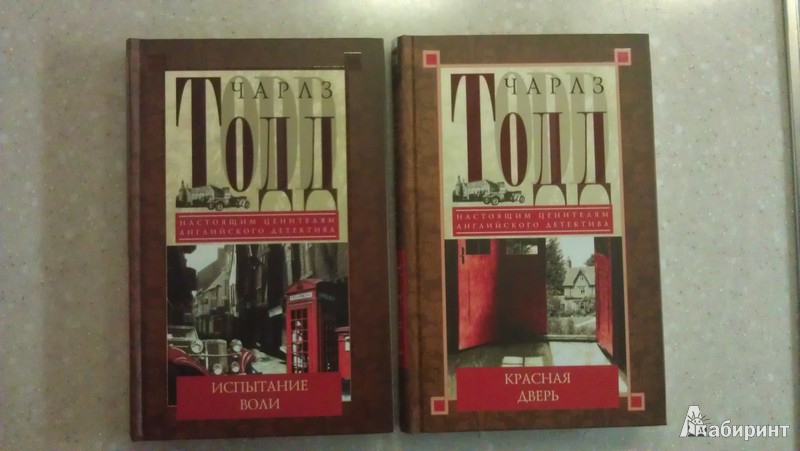 ЧАРЛЗ
ТОДД
НАСТОЯЩИМ ЦЕНИТЕЛЯМ
АНГЛИЙСКОГО ДЕТЕКТИВА
ИСПЫТАНИЕ
ВОЛИ
ЧАРЛЗ
ТОДД
НАСТОЯЩИМ ЦЕНИТЕЛЯМ
АНГЛИЙСКОГО ДЕТЕКТИВА
КРАСНАЯ
ДВЕРЬ
Лабиринт